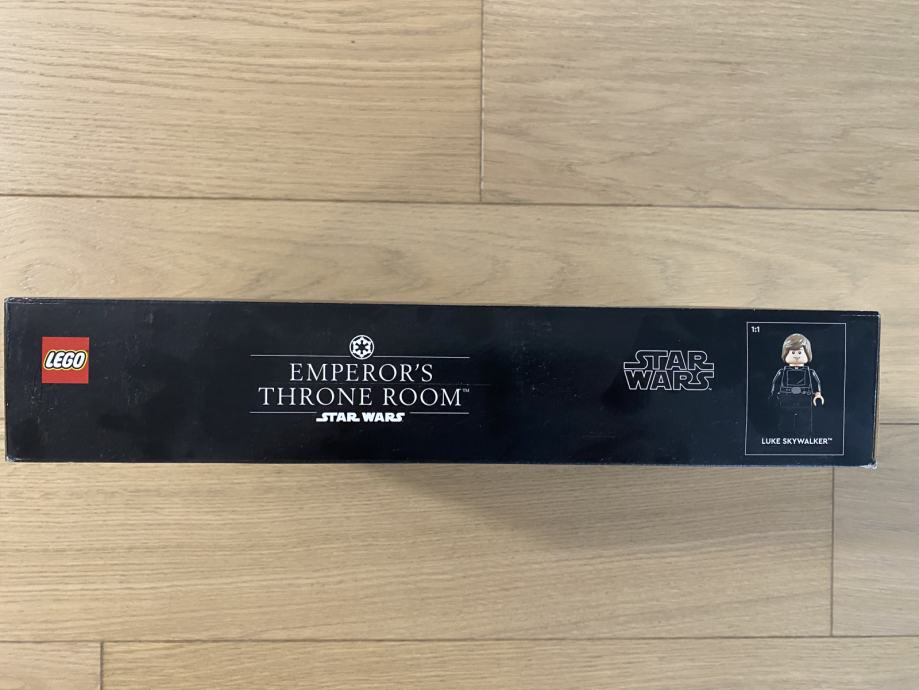 LEGO
EMPEROR'S
THRONE ROOM™
STAR WARS
STAR
WARS
1:1
LUKE SKYWALKER™